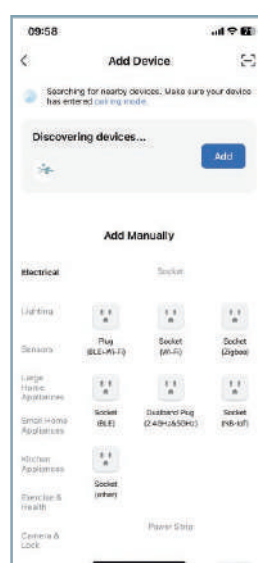 09:58
Add Device
Searching for nearby devices. Make sure your device
has entered pairing mode.
Discovering devices...
Add
Add Manually
Electrical
Socket
Lighting
Plug
(BLE+Wi-Fi)
Socket
(Wi-Fi)
Socket
(Zigbee)
Sensors
Large
Home
Appliances
Socket
(BLE)
Dualband Plug
(2.4GHz&5GHz)
Socket
(NB-IoT)
Small Home
Appliances
Kitchen
Appliances
Socket
(other)
Exercise &
Health
Power Strip
Camera &
Lock